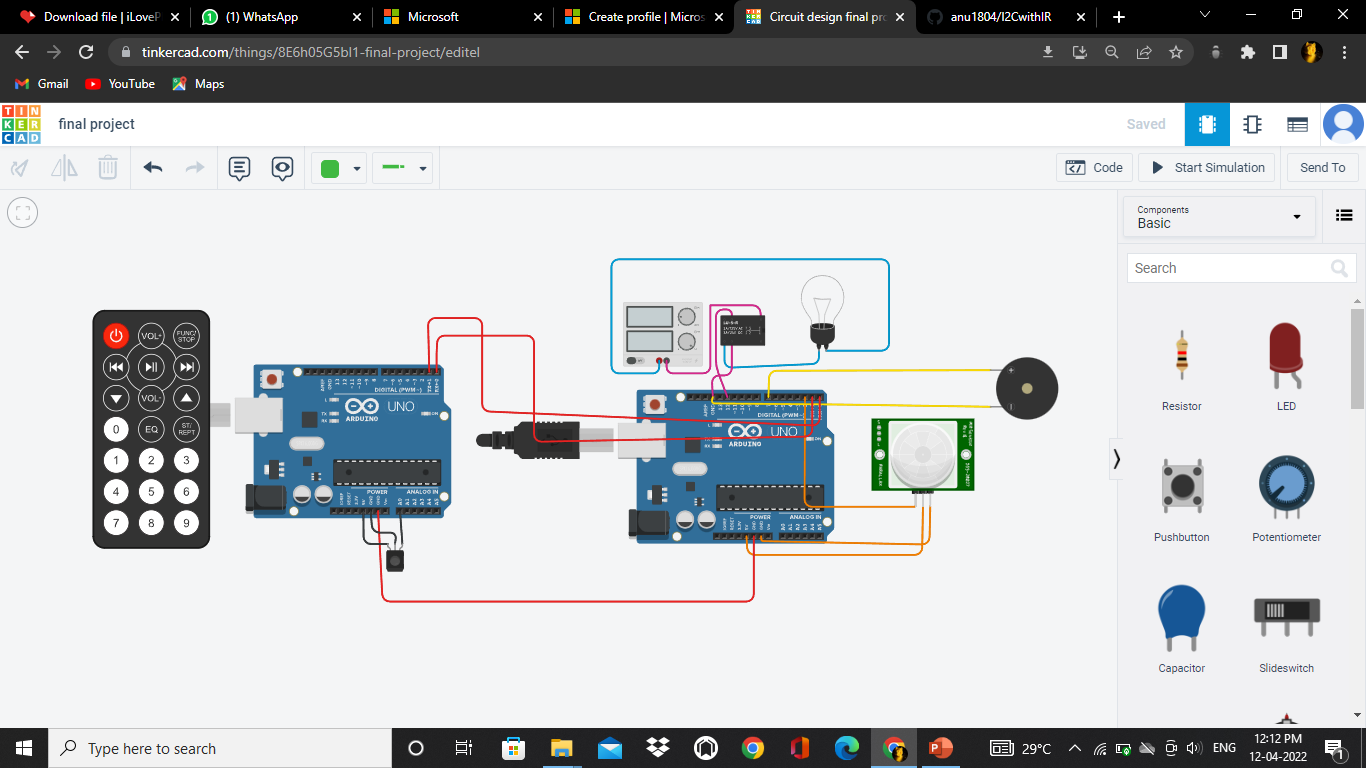 Download file | iLoveP
(1) WhatsApp
Microsoft
Create profile | Micros
Circuit design final pro
anu1804/I2CwithIR
tinkercad.com/things/8E6h05G5bl1-final-project/editel
Gmail
YouTube
Maps
TIN
KER
CAD
final project
Saved
Code
Start Simulation
Send To
Components
Basic
Search
VOL+
FUNC/
STOP
VOL-
0
EQ
ST/
REPT
1
2
3
4
5
6
7
8
9
DIGITAL (PWM ~)
UNO
ARDUINO
POWER
ANALOG IN
DIGITAL (PWM
UNO
ARDUINO
POWER
ANALOG IN
Resistor
LED
Pushbutton
Potentiometer
Capacitor
Slideswitch
Type here to search
29°C
ENG
12:12 PM
12-04-2022
1